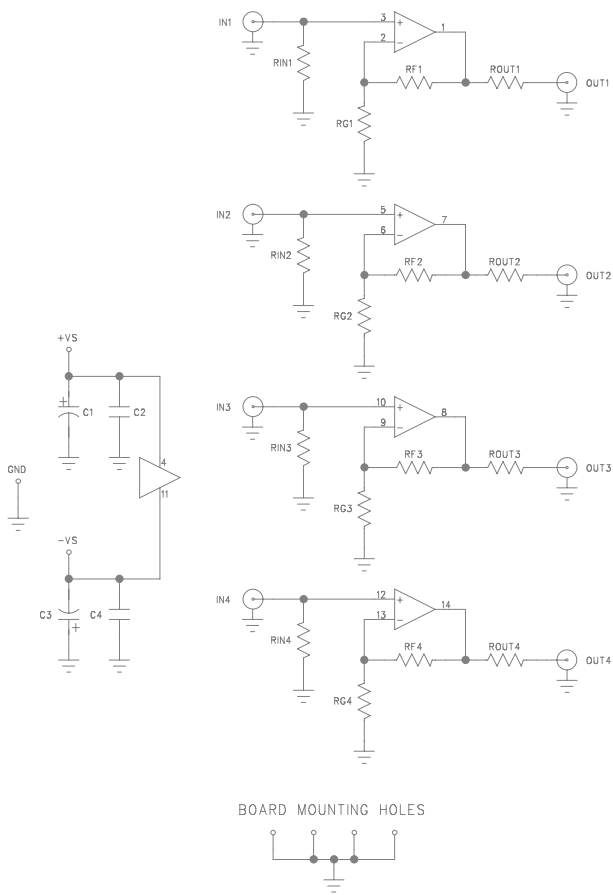 IN1
3
2
1
RIN1
RF1
ROUT1
OUT1
RG1
IN2
5
6
7
RIN2
RF2
ROUT2
OUT2
RG2
+VS
+
C1
C2
4
11
GND
-VS
C3
+
C4
IN3
10
9
8
RIN3
RF3
ROUT3
OUT3
RG3
IN4
12
13
14
RIN4
RF4
ROUT4
OUT4
RG4
BOARD MOUNTING HOLES